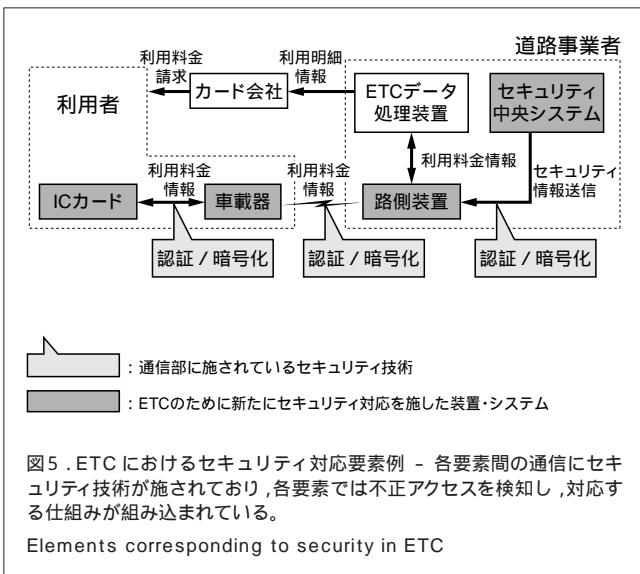 道路事業者
利用料金
請求
利用明細
情報
利用者
カード会社
ETCデータ
処理装置
セキュリティ
中央システム
利用料金
情報
利用料金
情報
利用料金情報
セキュリティ
情報送信
ICカード
車載器
路側装置
認証 / 暗号化
認証 / 暗号化
認証 / 暗号化
:通信部に施されているセキュリティ技術
:ETCのために新たにセキュリティ対応を施した装置・システム
図5.ETC におけるセキュリティ対応要素例 - 各要素間の通信にセキ
ュリティ技術が施されており,各要素では不正アクセスを検知し,対応す
る仕組みが組み込まれている。
Elements corresponding to security in ETC